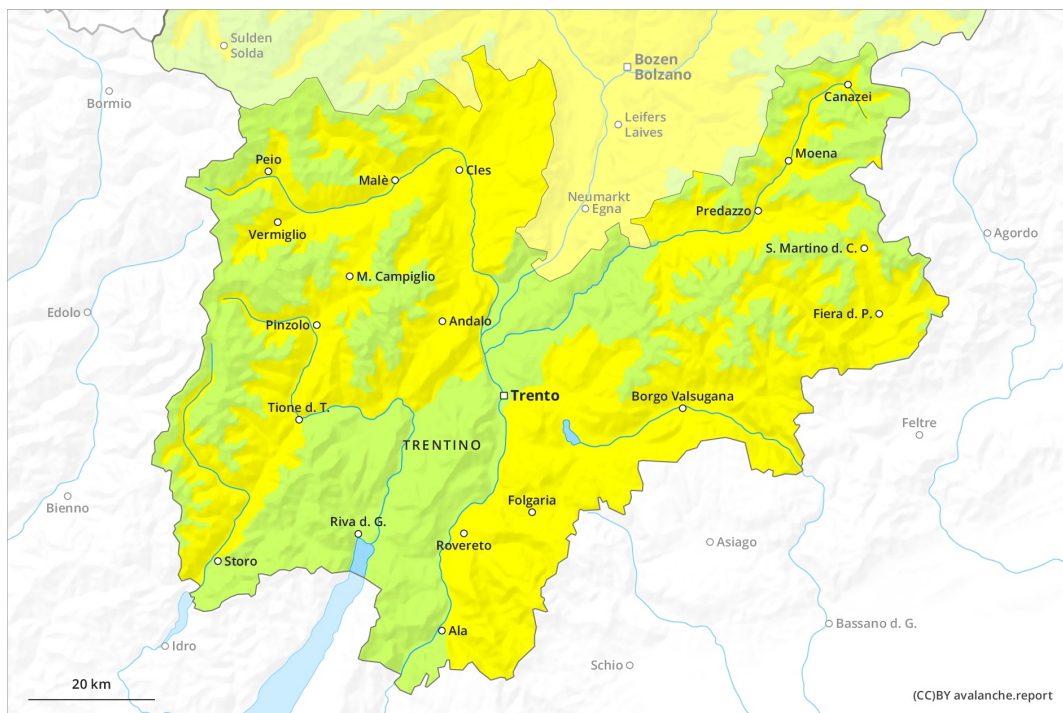 Sulden
Solda
Bozen
Bolzano
Bormio
Canazei
Leifers
Laives
Moena
Peio
Malè
Cles
Neumarkt
Egna
Predazzo
Vermiglio
Agordo
S. Martino d. C.
M. Campiglio
Edolo
Pinzolo
Andalo
Fiera d. P.
Trento
Borgo Valsugana
Tione d. T.
Feltre
TRENTINO
Bienno
Folgaria
Riva d. G.
Rovereto
Asiago
Storo
Ala
Bassano d. G.
Idro
Schio
20 km
(CC)BY avalanche.report